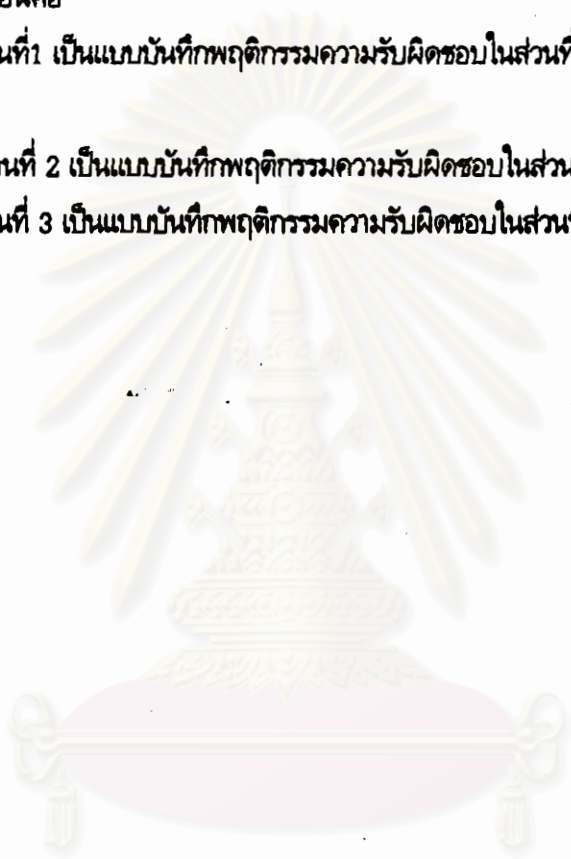 นที่1 เป็นแบบบันทึกพฤติกรรมความรับผิดชอบในส่วนที่
นที่ 2 เป็นแบบบันทึกพฤติกรรมความรับผิดชอบในส่วน
นที่ 3 เป็นแบบบันทึกพฤติกรรมความรับผิดชอบในส่วน